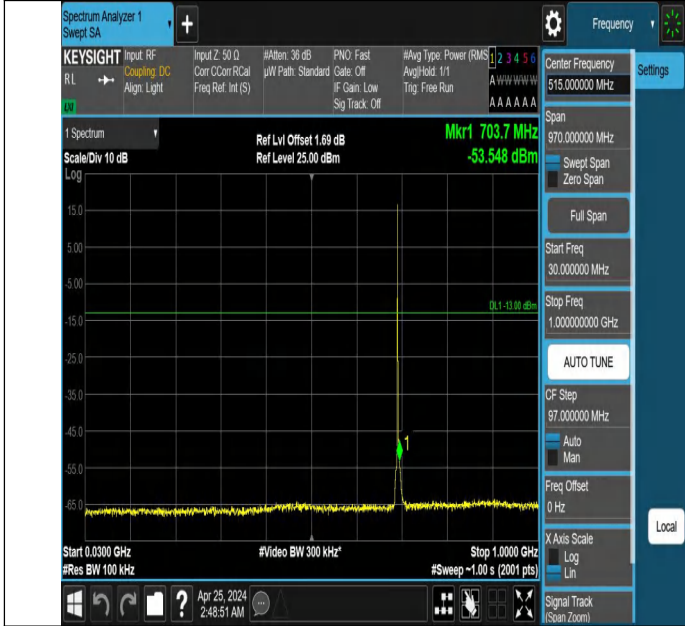 Spectrum Analyzer 1
Swept SA
+
Frequency
KEYSIGHT
RL
LXI
Input: RF
Coupling: DC
Align: Light
Input Z: 50 Ω
Corr CCorr RCal
Freq Ref: Int (S)
#Atten: 36 dB
µW Path: Standard
PNO: Fast
Gate: Off
IF Gain: Low
Sig Track: Off
#Avg Type: Power (RMS
Avg|Hold: 1/1
Trig: Free Run
1 2 3 4 5 6
A W W W W W
A A A A A A
1 Spectrum
Scale/Div 10 dB
Log
Ref Lvl Offset 1.69 dB
Ref Level 25.00 dBm
Mkr1 703.7 MHz
-53.548 dBm
15.0
5.00
-5.00
DL1 -13.00 dBm
-15.0
-25.0
-35.0
-45.0
1
-55.0
-65.0
Start 0.0300 GHz
#Res BW 100 kHz
#Video BW 300 kHz*
Stop 1.0000 GHz
#Sweep ~1.00 s (2001 pts)
?
Apr 25, 2024
2:48:51 AM
Center Frequency
515.000000 MHz
Settings
Span
970.000000 MHz
Swept Span
Zero Span
Full Span
Start Freq
30.000000 MHz
Stop Freq
1.000000000 GHz
AUTO TUNE
CF Step
97.000000 MHz
Auto
Man
Freq Offset
0 Hz
X Axis Scale
Log
Lin
Local
Signal Track
(Span Zoom)